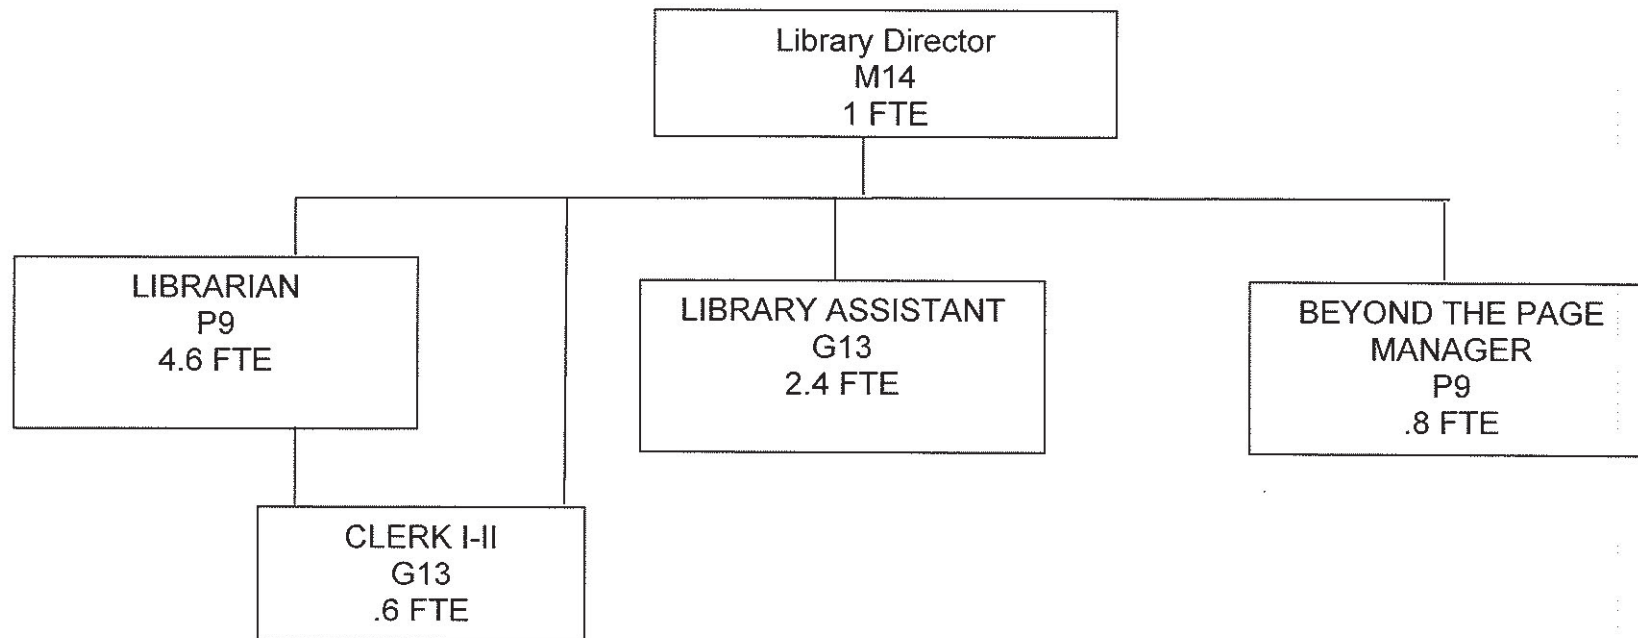 Library Director
M14
1 FTE
LIBRARIAN
P9
4.6 FTE
LIBRARY ASSISTANT
G13
2.4 FTE
BEYOND THE PAGE
MANAGER
P9
.8 FTE
CLERK I-II
G13
.6 FTE